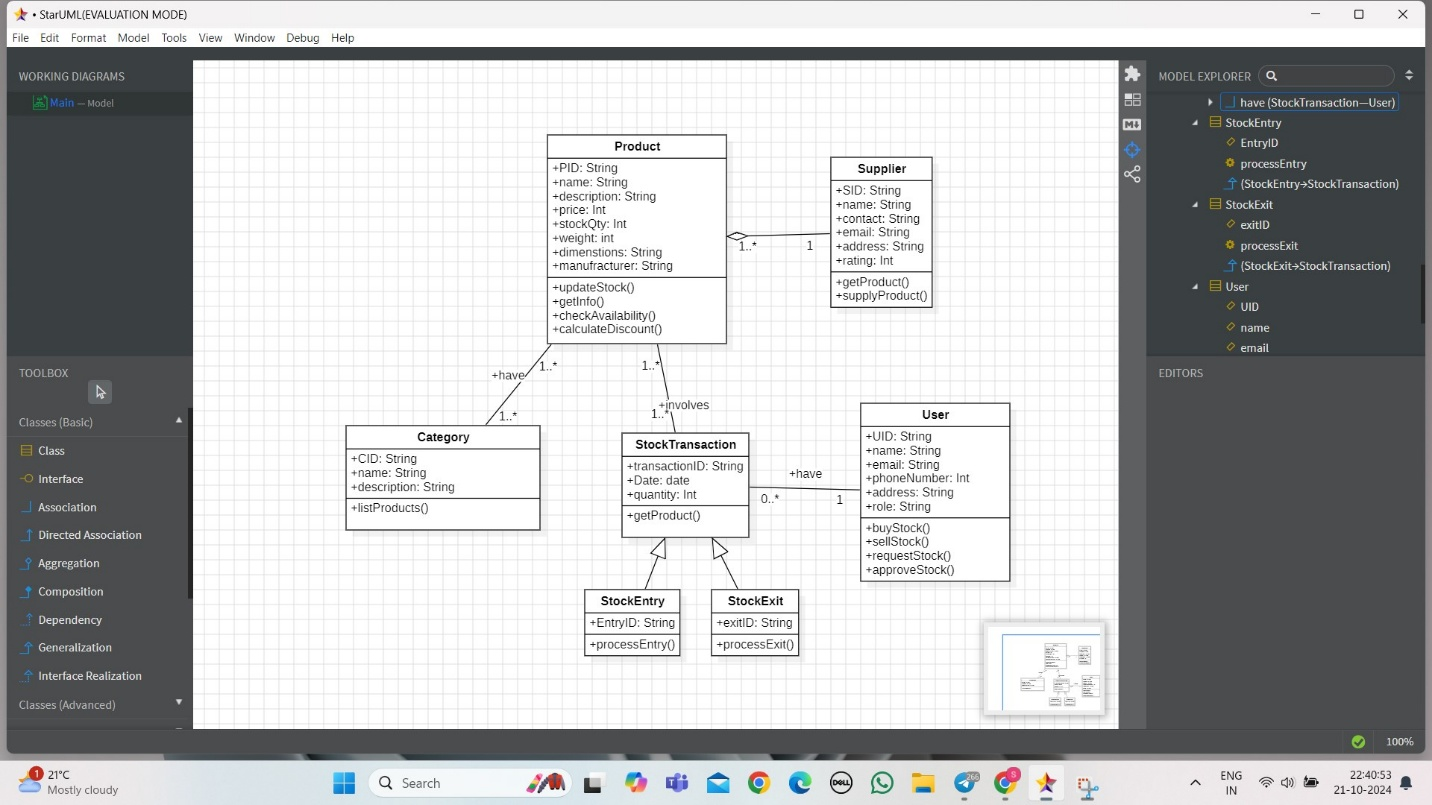 • StarUML(EVALUATION MODE)
File Edit Format Model Tools View Window Debug Help
WORKING DIAGRAMS
Main — Model
TOOLBOX
Classes (Basic)
Class
Interface
Association
Directed Association
Aggregation
Composition
Dependency
Generalization
Interface Realization
Classes (Advanced)
Product
+PID: String
+name: String
+description: String
+price: Int
+stockQty: Int
+weight: int
+dimenstions: String
+manufracturer: String
+updateStock()
+getInfo()
+checkAvailability()
+calculateDiscount()
Supplier
+SID: String
+name: String
+contact: String
+email: String
+address: String
+rating: Int
+getProduct()
+supplyProduct()
1..*
1
1..*
+have
1..*
1..*
+involves
1..*
Category
+CID: String
+name: String
+description: String
+listProducts()
StockTransaction
+transactionID: String
+Date: date
+quantity: Int
+getProduct()
+have
0..*
1
User
+UID: String
+name: String
+email: String
+phoneNumber: Int
+address: String
+role: String
+buyStock()
+sellStock()
+requestStock()
+approveStock()
StockEntry
+EntryID: String
+processEntry()
StockExit
+exitID: String
+processExit()
MODEL EXPLORER
have (StockTransaction—User)
StockEntry
EntryID
processEntry
(StockEntry→StockTransaction)
StockExit
exitID
processExit
(StockExit→StockTransaction)
User
UID
name
email
EDITORS
100%
1
21°C
Mostly cloudy
Search
DELL
266
S
ENG
IN
22:40:53
21-10-2024